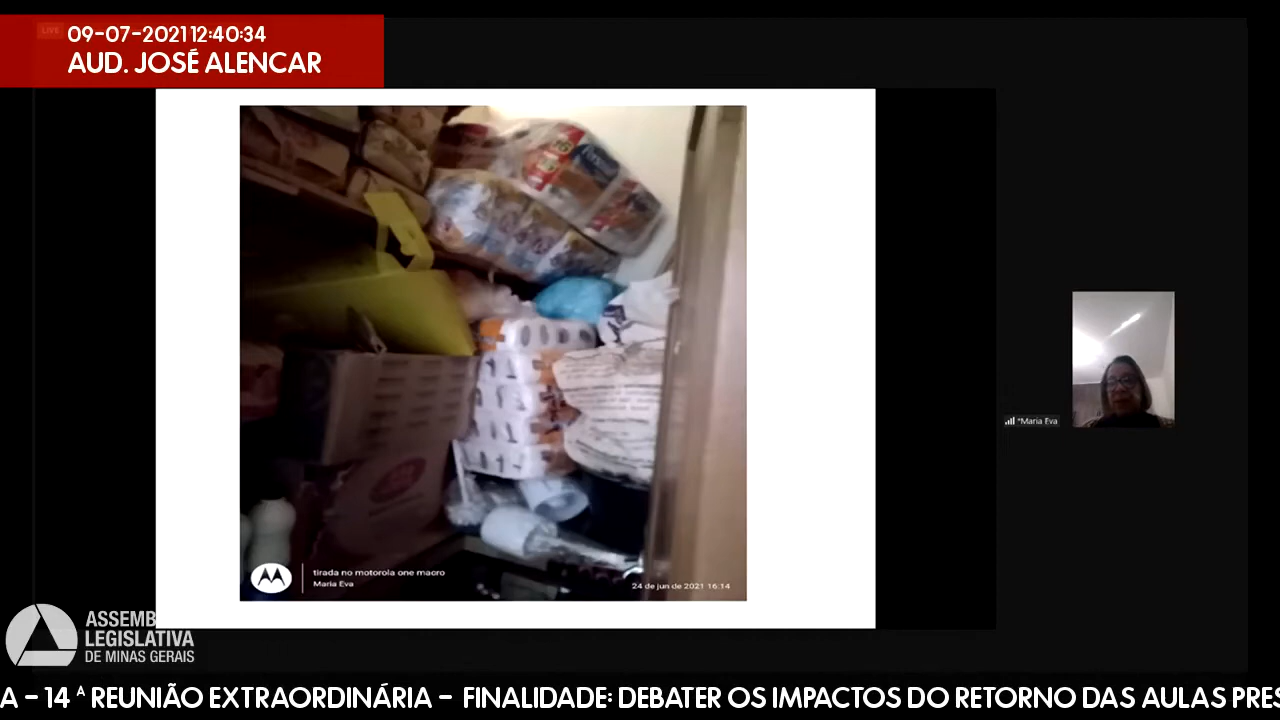 LIVE
09-07-2021 12:40:34
AUD. JOSÉ ALENCAR
*Maria Eva
tirada no motorola one macro
Maria Eva
24 de jun de 2021 16:14
ASSEMB
LEGISLATIVA
DE MINAS GERAIS
A - 14 ª REUNIÃO EXTRAORDINÁRIA - FINALIDADE: DEBATER OS IMPACTOS DO RETORNO DAS AULAS PRES